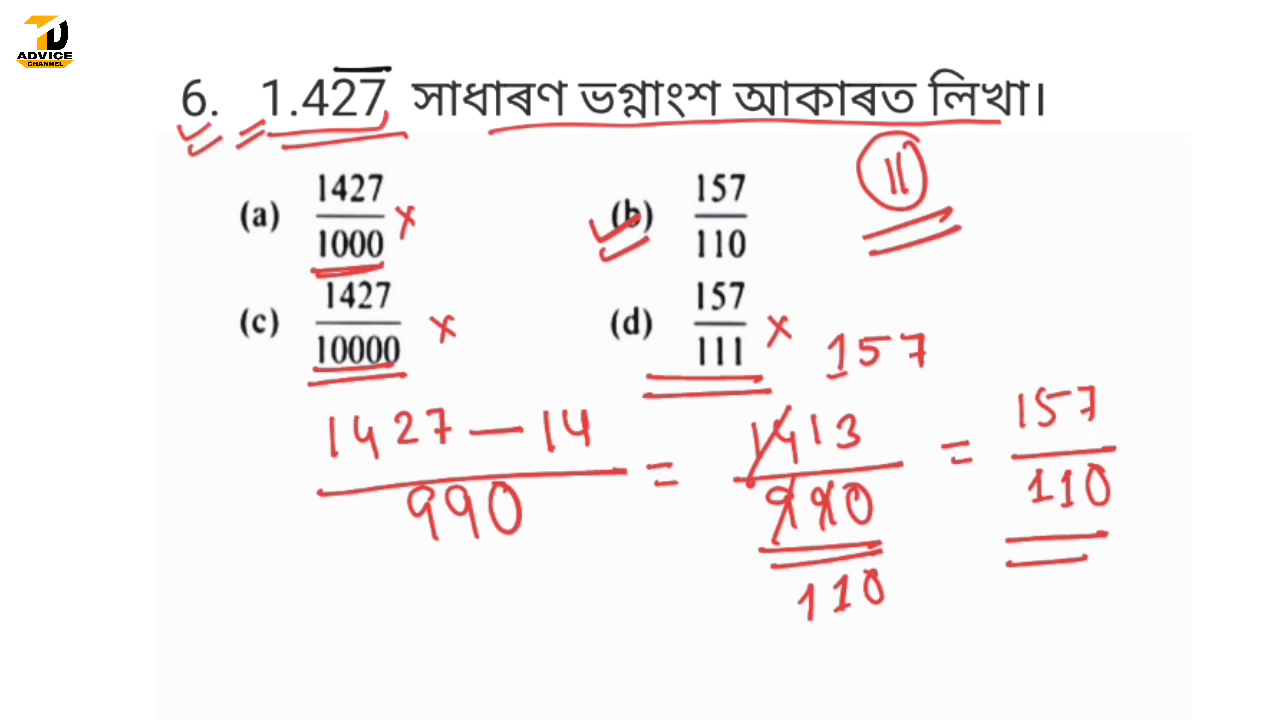 TD
ADVICE
CHANNEL
6. 1.427 সাধাৰণ ভগ্নাংশ আকাৰত লিখা।
11
(a) 1427/1000 × (b) 157/110
(c) 1427/10000 × (d) 157/111 ×
157
1427 — 14 / 990 = 1413 / 990 = 157 / 110
110